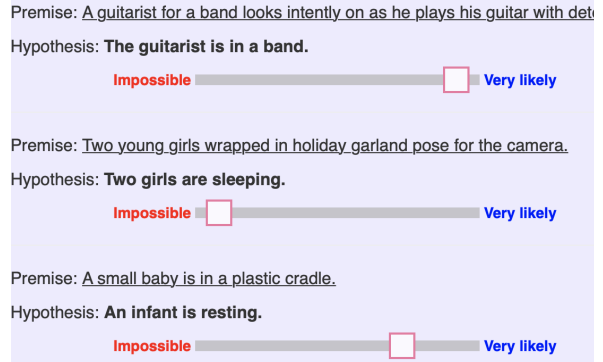 Premise: A guitarist for a band looks intently on as he plays his guitar with
Hypothesis: The guitarist is in a band.
Impossible Very likely
Premise: Two young girls wrapped in holiday garland pose for the camera.
Hypothesis: Two girls are sleeping.
Impossible Very likely
Premise: A small baby is in a plastic cradle.
Hypothesis: An infant is resting.
Impossible Very likely